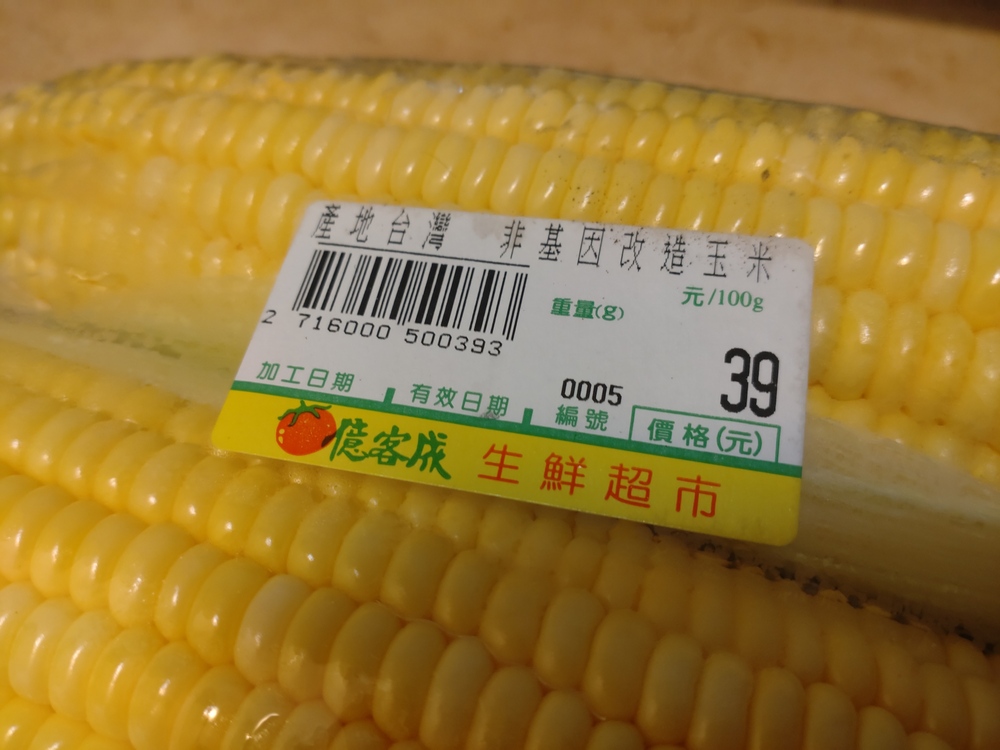 產地台灣 非基因改造玉米
元/100g
重量(g)
2 716000 500393
39
0005
加工日期 有效日期 編號 價格(元)
億客成 生鮮超市